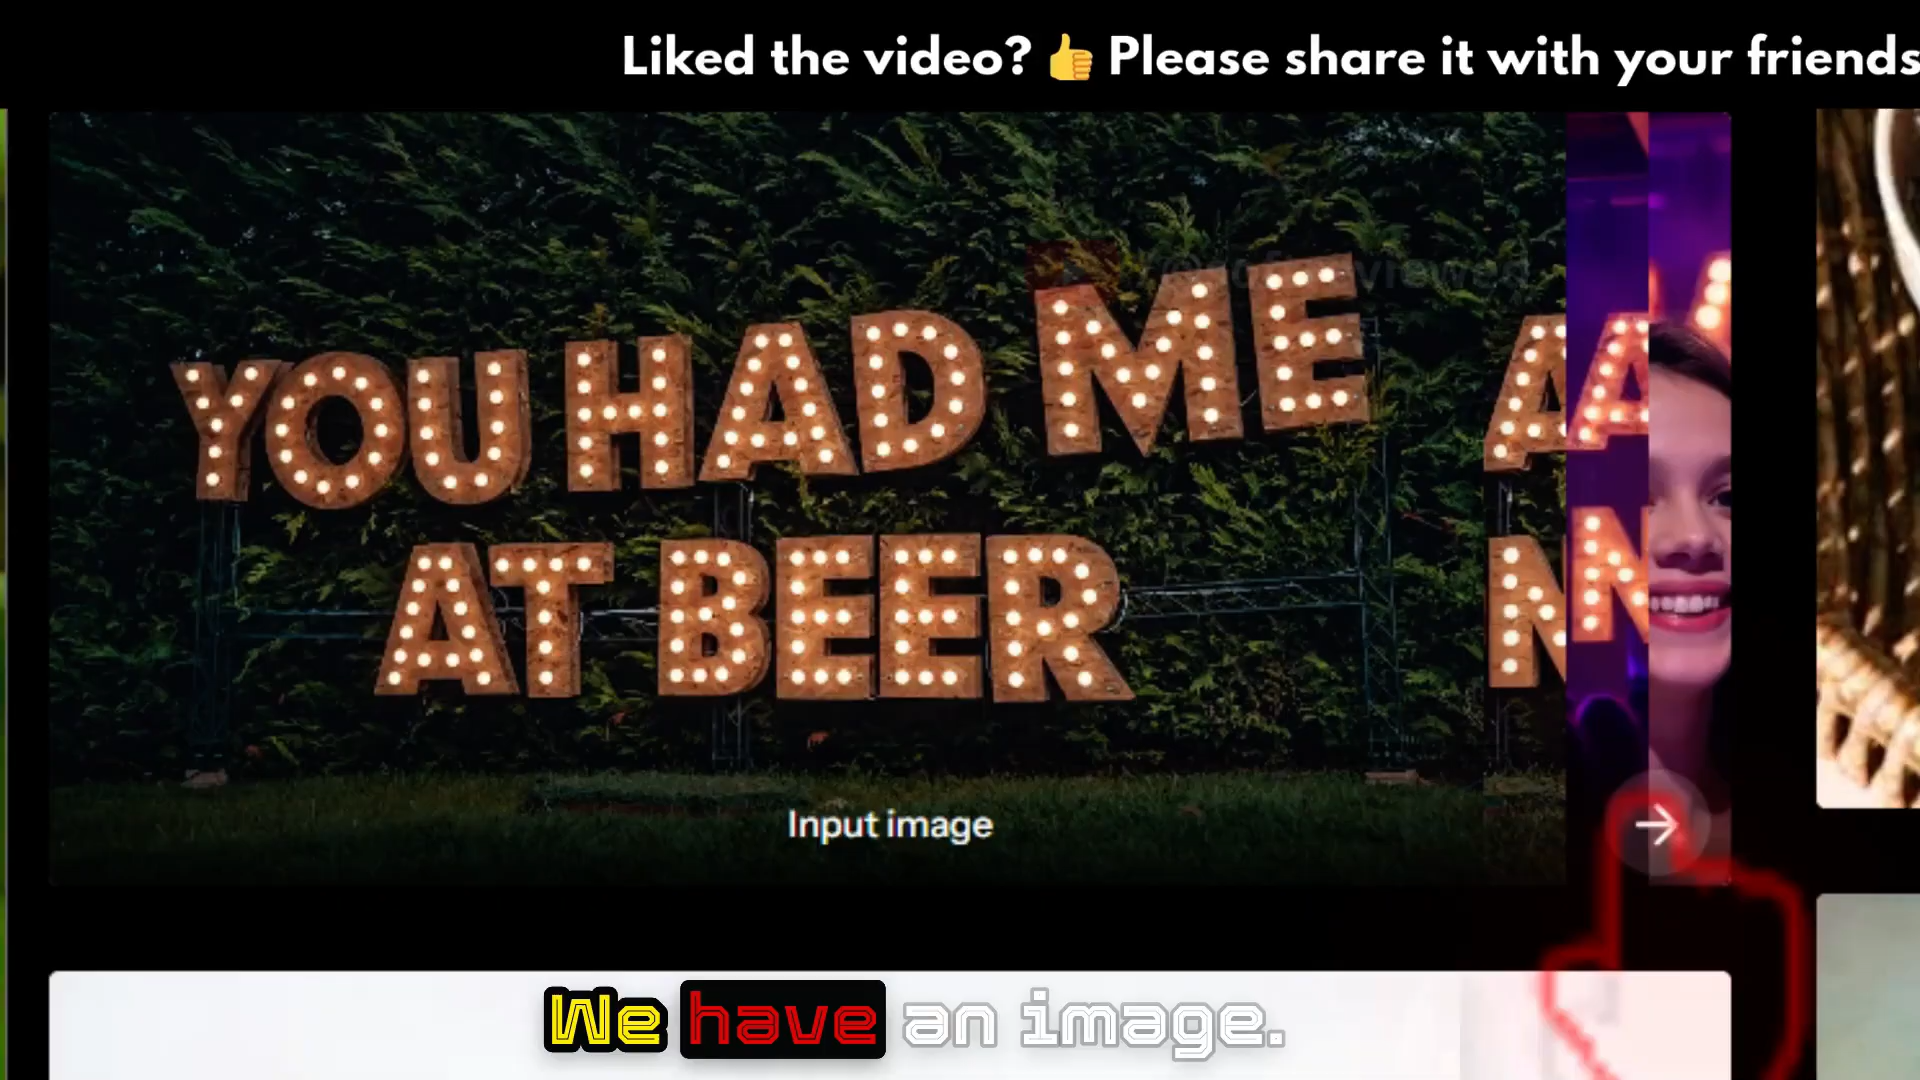 Liked the video? 👍 Please share it with your friends
YOU HAD ME
AT BEER
Input image
We have an image.